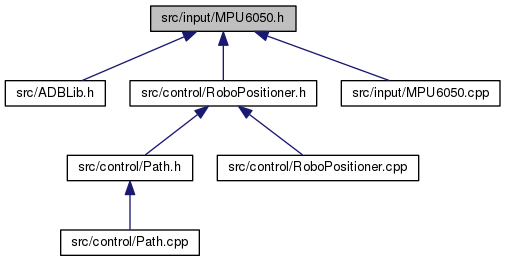 src/input/MPU6050.h
src/ADBLib.h
src/control/RoboPositioner.h
src/input/MPU6050.cpp
src/control/Path.h
src/control/RoboPositioner.cpp
src/control/Path.cpp